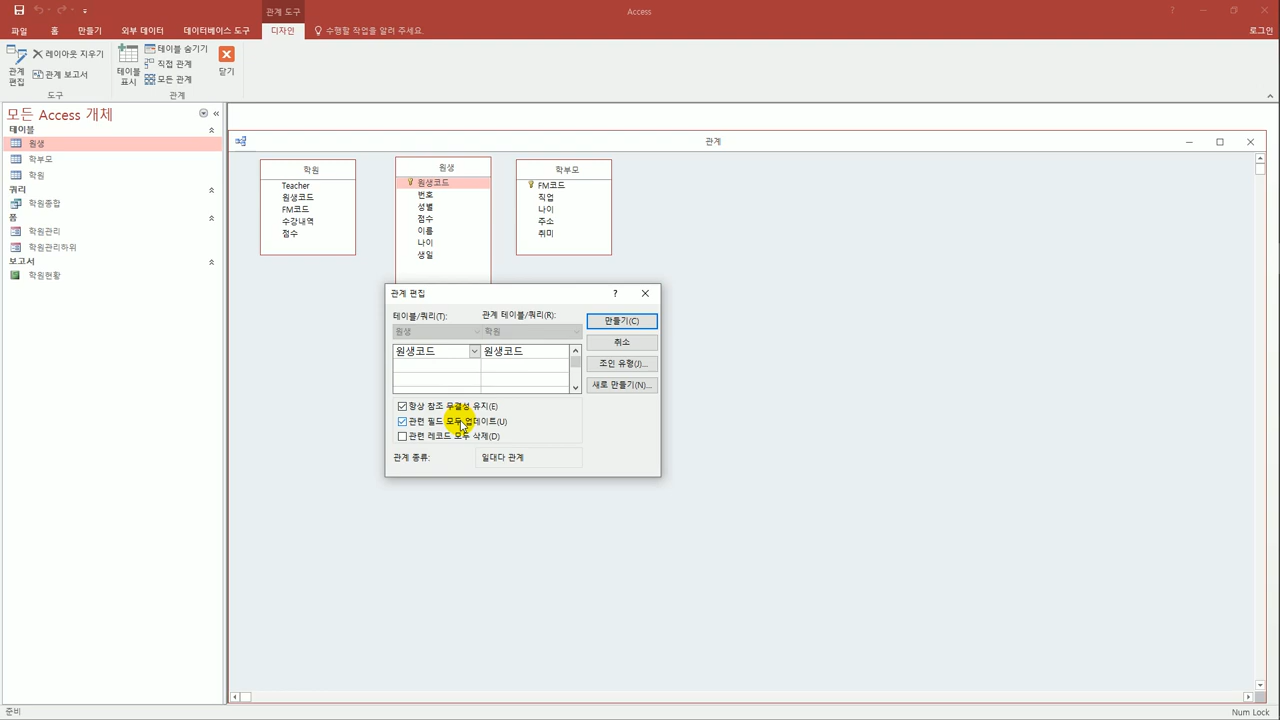 관계 도구
Access
파일
홈
만들기
외부 데이터
데이터베이스 도구
디자인
수행할 작업을 알려 주세요.
로그인
관계 편집
레이아웃 지우기
관계 보고서
도구
테이블 표시
테이블 숨기기
직접 관계
모든 관계
닫기
관계
모든 Access 개체
테이블
원생
학부모
학원
쿼리
학원종합
폼
학원관리
학원관리하위
보고서
학원현황
관계
학원
Teacher
원생코드
FM코드
수강내역
점수
원생
원생코드
번호
성별
점수
이름
나이
생일
학부모
FM코드
직업
나이
주소
취미
관계 편집
?
테이블/쿼리(T):
관계 테이블/쿼리(R):
원생
학원
원생코드
원생코드
만들기(C)
취소
조인 유형(J)...
새로 만들기(N)...
항상 참조 무결성 유지(E)
관련 필드 모두 업데이트(U)
관련 레코드 모두 삭제(D)
관계 종류:
일대다 관계
준비
Num Lock